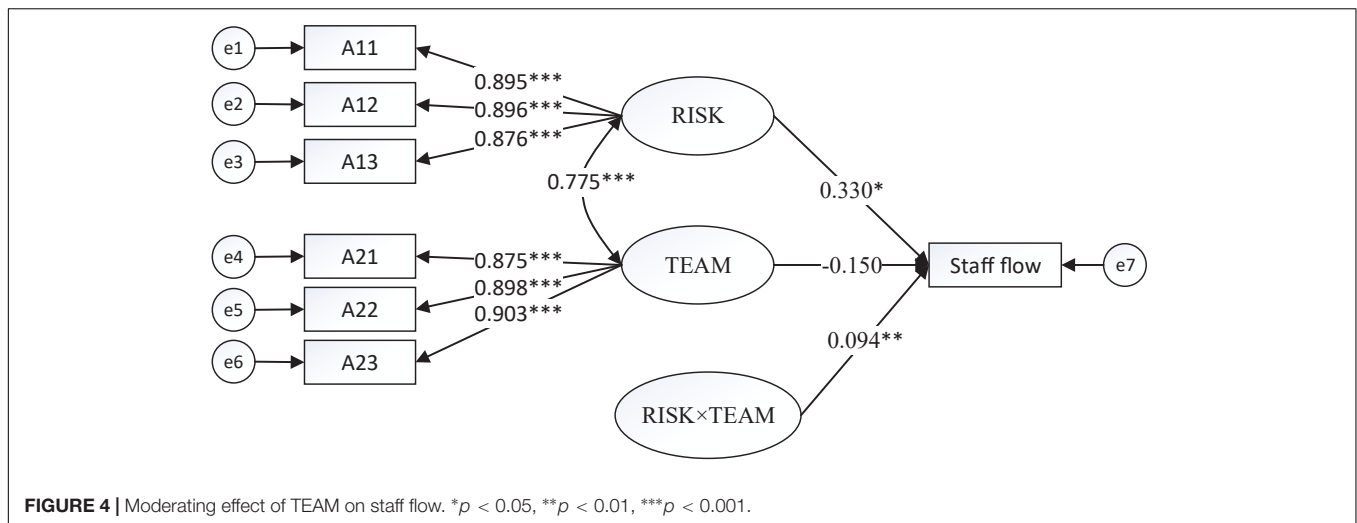 e1
A11
0.895***
e2
A12
0.896***
RISK
e3
A13
0.876***
0.775***
0.330*
e4
A21
0.875***
TEAM
-0.150
Staff flow
e7
e5
A22
0.898***
e6
A23
0.903***
0.094**
RISK×TEAM
FIGURE 4 | Moderating effect of TEAM on staff flow. *p < 0.05, **p < 0.01, ***p < 0.001.